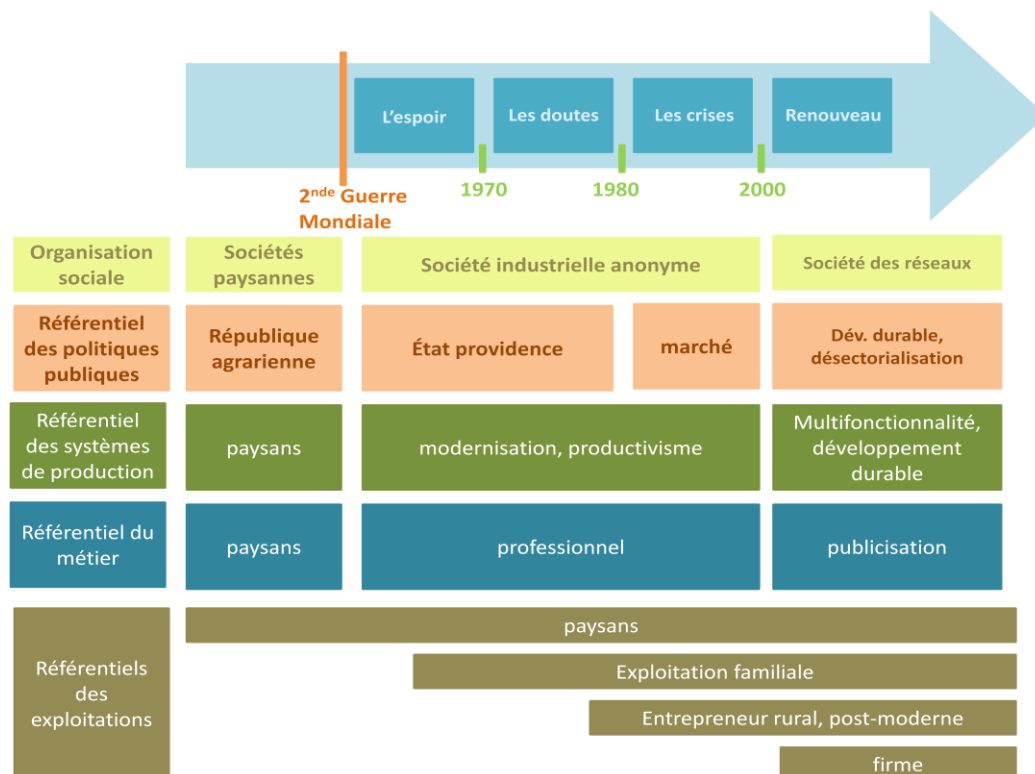 L'espoir
Les doutes
Les crises
Renouveau
2nde Guerre
Mondiale
1970
1980
2000
Organisation
sociale
Sociétés
paysannes
Société industrielle anonyme
Société des réseaux
Référentiel
des politiques
publiques
République
agrarienne
État providence
marché
Dév. durable,
désectorialisation
Référentiel
des systèmes
de production
paysans
modernisation, productivisme
Multifonctionnalité,
développement
durable
Référentiel du
métier
paysans
professionnel
publicisation
Référentiels
des
exploitations
paysans
Exploitation familiale
Entrepreneur rural, post-moderne
firme